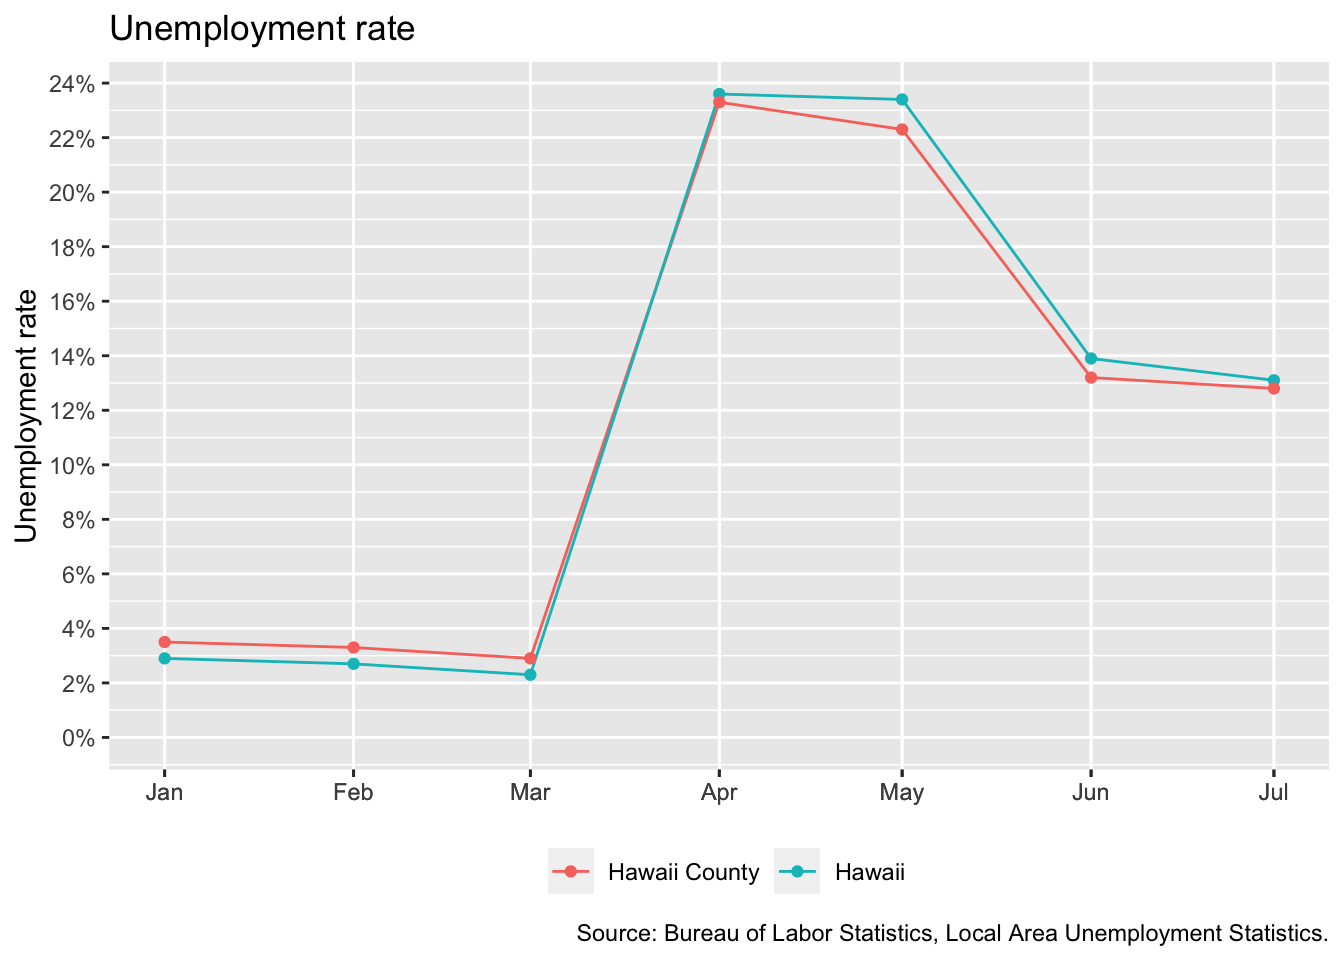 Unemployment rate
Unemployment rate
24%
22%
20%
18%
16%
14%
12%
10%
8%
6%
4%
2%
0%
Jan Feb Mar Apr May Jun Jul
Hawaii County Hawaii
Source: Bureau of Labor Statistics, Local Area Unemployment Statistics.